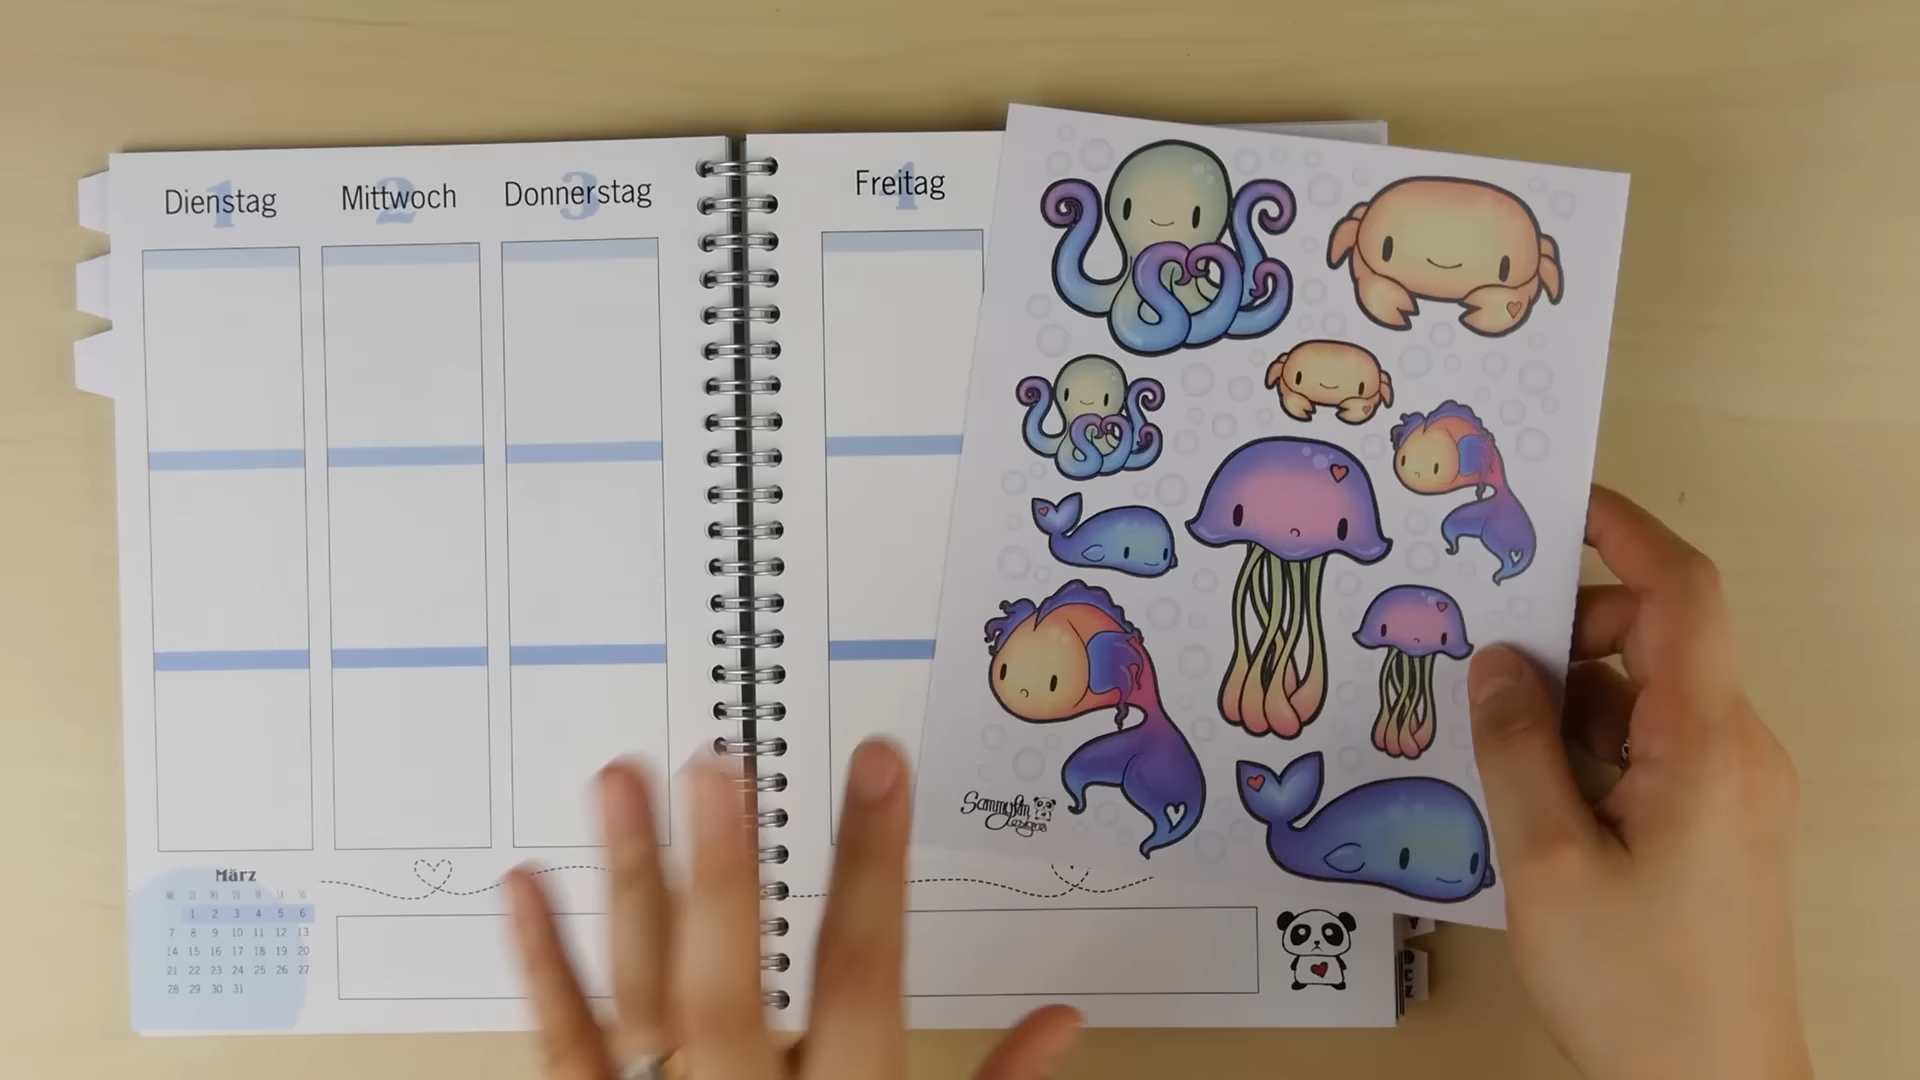 Dienstag 1
Mittwoch 2
Donnerstag 3
Freitag
März
1 2 3 4 5 6
7 8 9 10 11 12 13
14 15 16 17 18 19 20
21 22 23 24 25 26 27
28 29 30 31